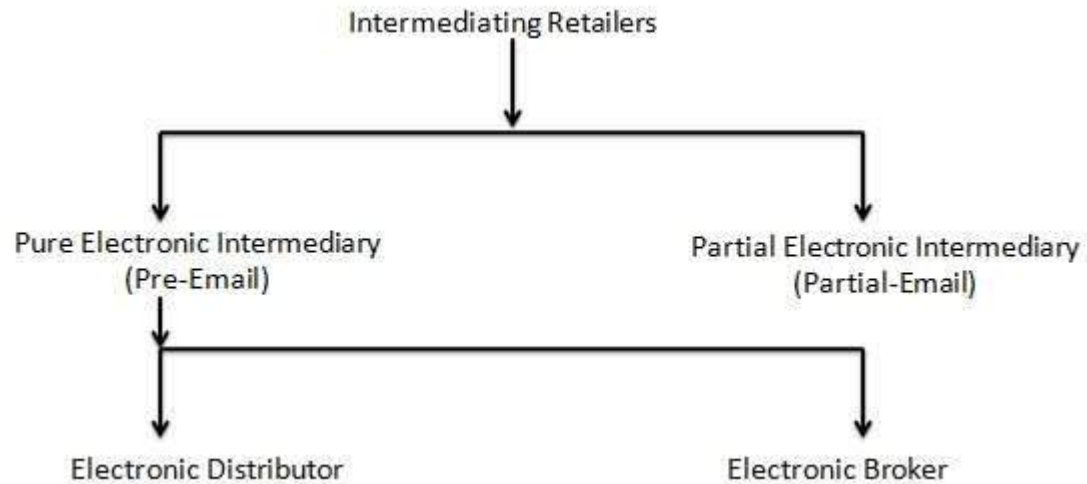 Intermediating Retailers
Pure Electronic Intermediary
(Pre-Email)
Partial Electronic Intermediary
(Partial-Email)
Electronic Distributor
Electronic Broker